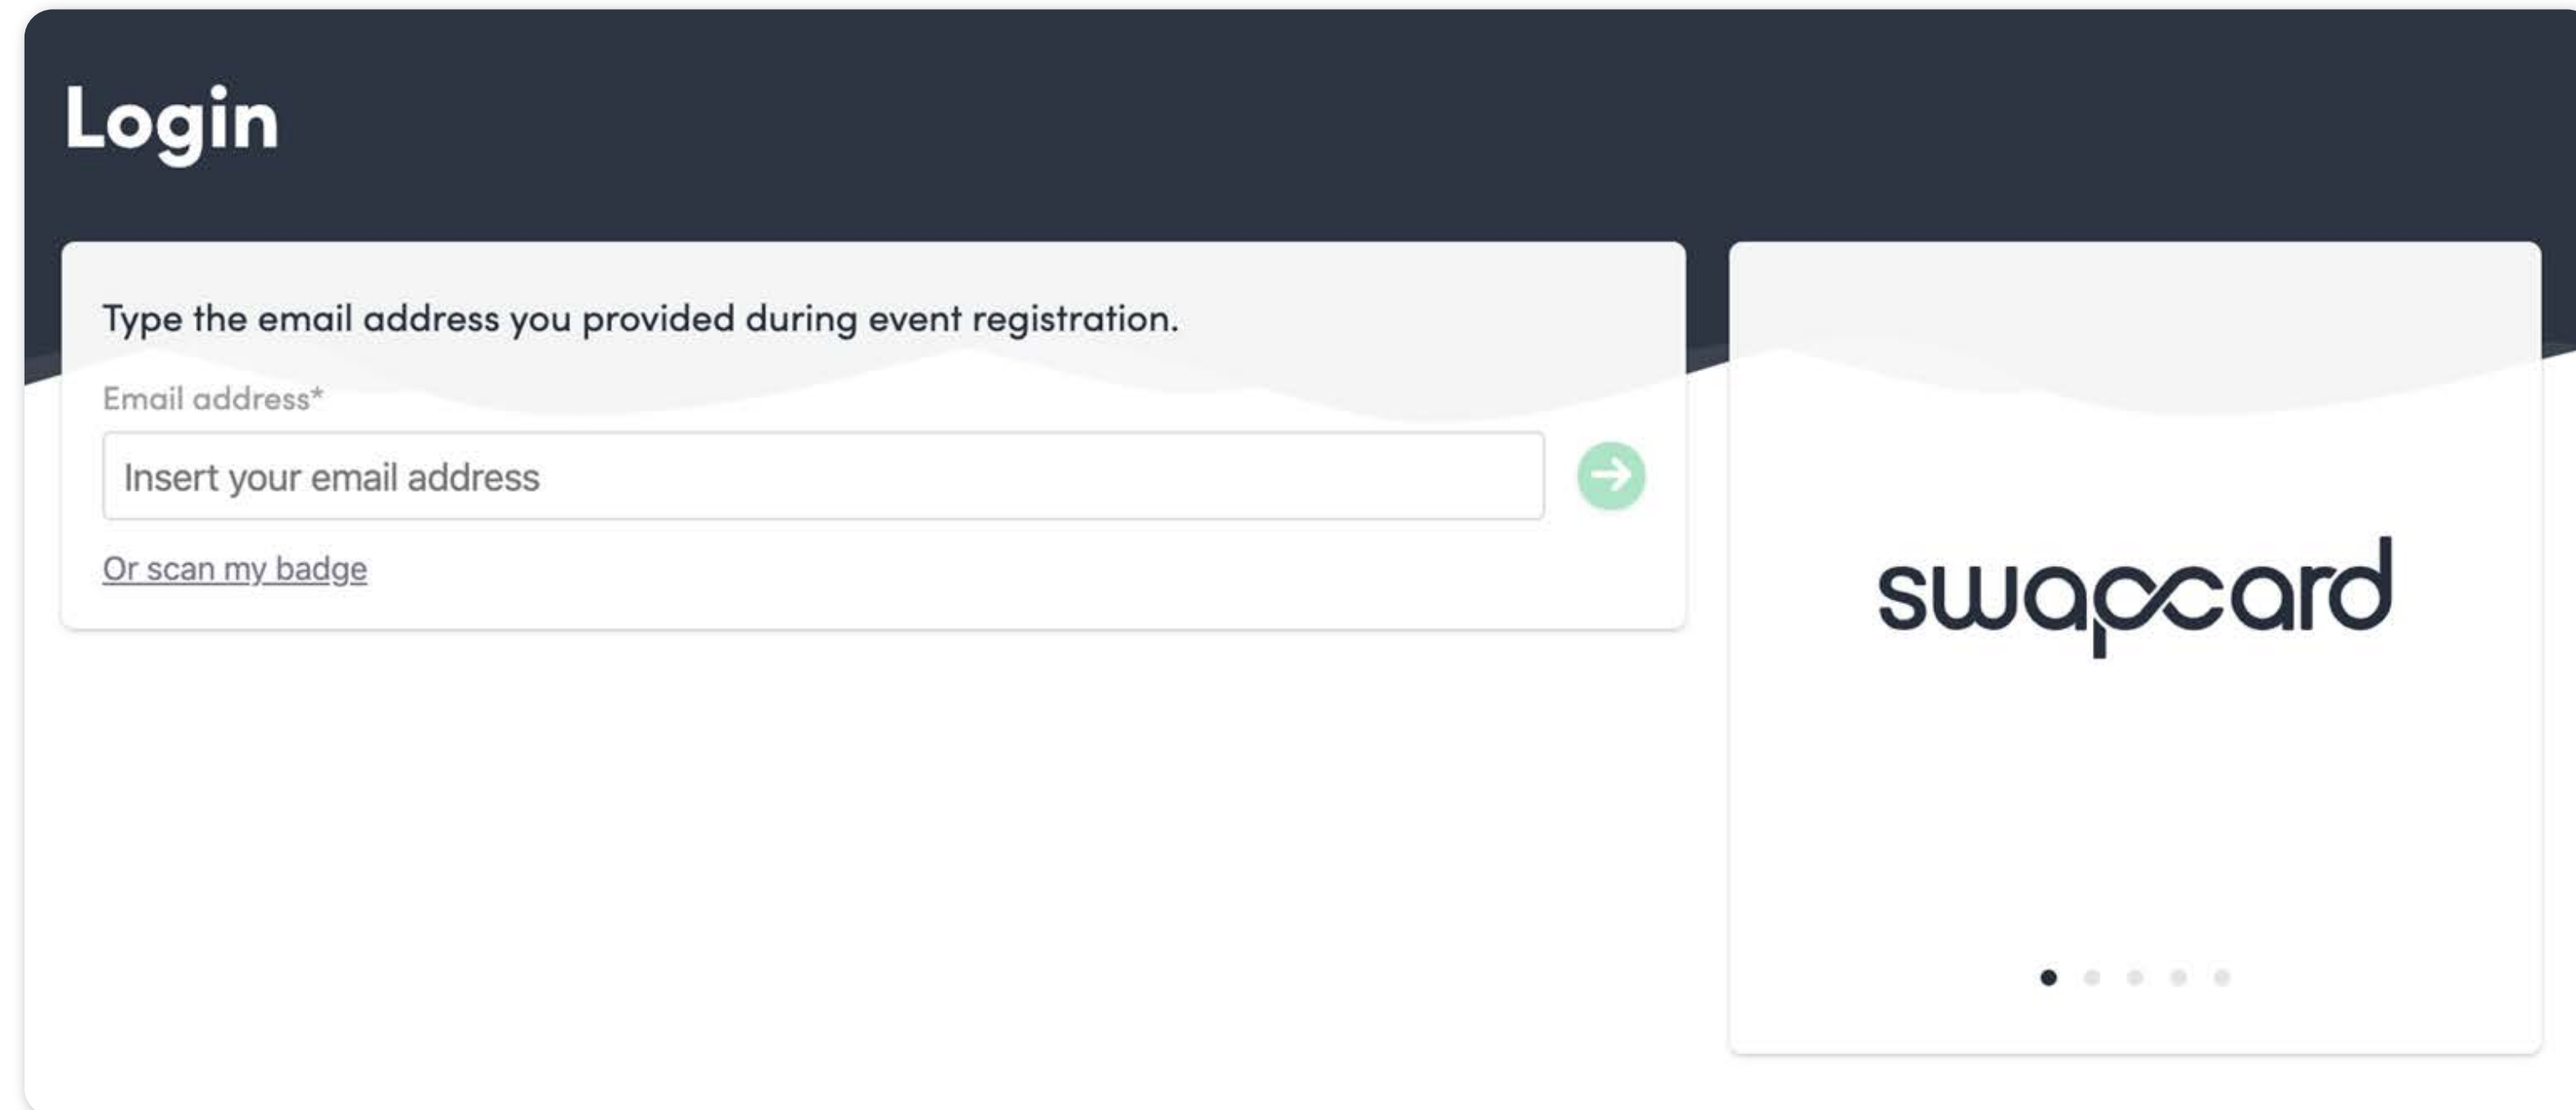 Login
Type the email address you provided during event registration.
Email address*
Insert your email address
Or scan my badge
swapcard